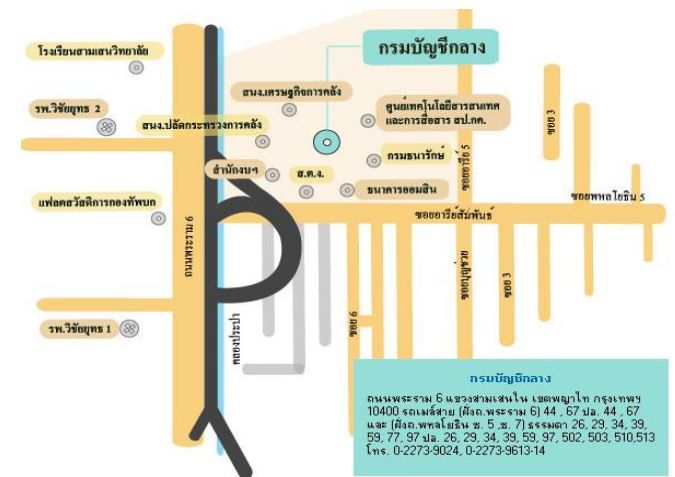 โรงเรียนสามเสนวิทยาลัย
กรมบัญชีกลาง
สนง.เศรษฐกิจการคลัง
รพ.วิชัยยุทธ 2
ศูนย์เทคโนโลยีสารสนเทศ
และการสื่อสาร สป.กค.
สนง.ปลัดกระทรวงการคลัง
ซอย 3
กรมธนารักษ์
ซอยอารีย์ 5
สำนักงบฯ
ส.ต.ง.
ธนาคารออมสิน
ซอยพหลโยธิน 5
แฟลตสวัสดิการกองทัพบก
ซอยอารีย์สัมพันธ์
ถนนพระราม 6
ซอย 3
รพ.วิชัยยุทธ 1
คลองประปา
ซอย 6
กรมบัญชีกลาง
ถนนพระราม 6 แขวงสามเสนใน เขตพญาไท กรุงเทพฯ
10400 รถเมล์สาย (ฝั่งถ.พระราม 6) 44 , 67 ปอ. 44 , 67
และ (ฝั่งถ.พหลโยธิน ซ. 5 ,ซ. 7) ธรรมดา 26, 29, 34, 39,
59, 77, 97 ปอ. 26, 29, 34, 39, 59, 97, 502, 503, 510,513
โทร. 0-2273-9024, 0-2273-9613-14